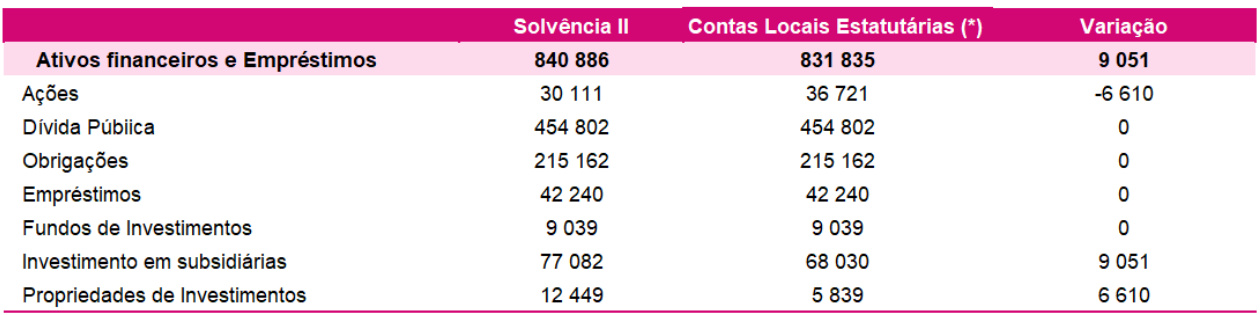 Solvência II Contas Locais Estatutárias (*) Variação
Ativos financeiros e Empréstimos 840 886 831 835 9 051
Ações 30 111 36 721 -6 610
Dívida Púbiica 454 802 454 802 0
Obrigações 215 162 215 162 0
Empréstimos 42 240 42 240 0
Fundos de Investimentos 9 039 9 039 0
Investimento em subsidiárias 77 082 68 030 9 051
Propriedades de Investimentos 12 449 5 839 6 610